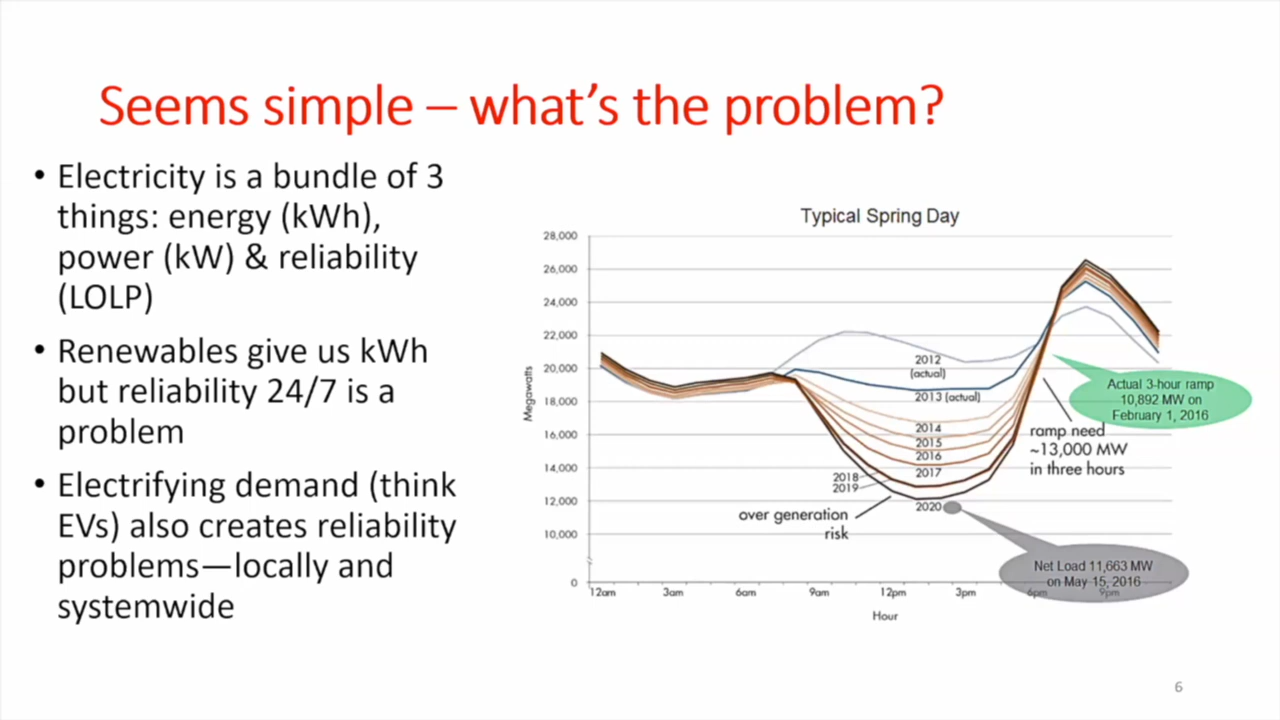 Seems simple – what's the problem?
• Electricity is a bundle of 3
things: energy (kWh),
power (kW) & reliability
(LOLP)
• Renewables give us kWh
but reliability 24/7 is a
problem
• Electrifying demand (think
EVs) also creates reliability
problems—locally and
systemwide
Typical Spring Day
28,000
26,000
24,000
22,000
20,000
18,000
16,000
14,000
12,000
10,000
0
Megawatts
2012
(actual)
2013 (actual)
2014
2015
2016
2017
2018
2019
2020
over generation
risk
ramp need
~13,000 MW
in three hours
Actual 3-hour ramp
10,892 MW on
February 1, 2016
Net Load 11,663 MW
on May 15, 2016
12am 3am 6am 9am 12pm 3pm 6pm 9pm
Hour
6